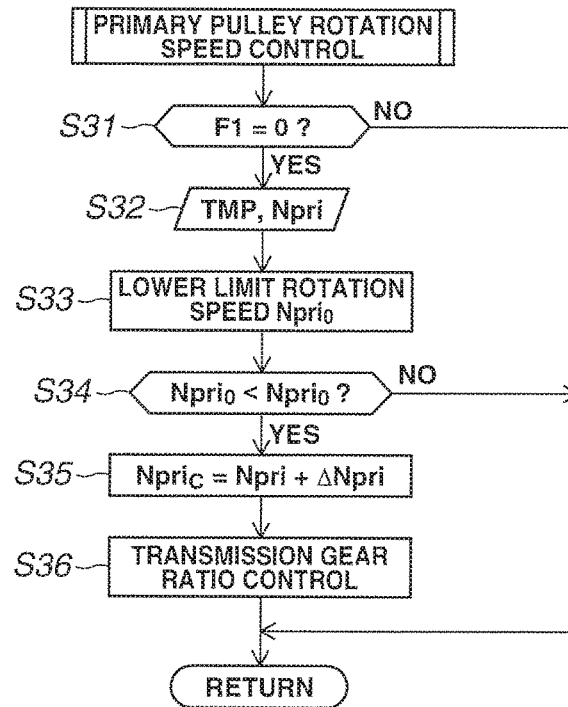 PRIMARY PULLEY ROTATION
SPEED CONTROL
S31
F1 = 0 ?
NO
YES
S32
TMP, Npri
S33
LOWER LIMIT ROTATION
SPEED Npri₀
S34
Npri₀ < Npri₀ ?
NO
YES
S35
Npri_C = Npri + ΔNpri
S36
TRANSMISSION GEAR
RATIO CONTROL
RETURN